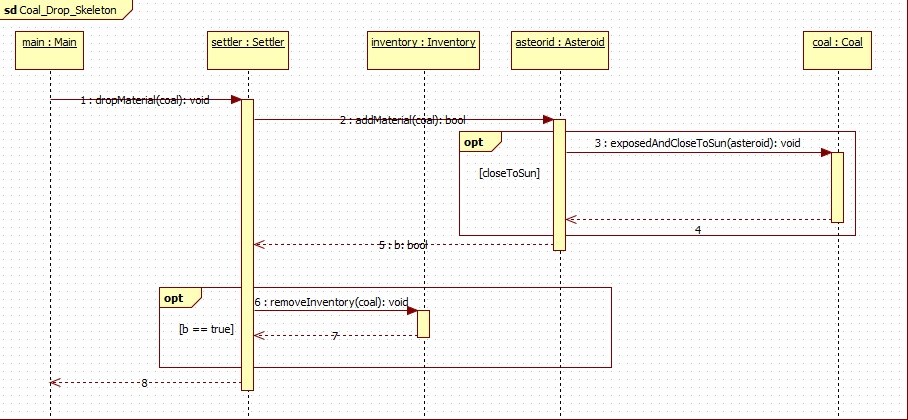 sd Coal_Drop_Skeleton
main : Main
settler : Settler
inventory : Inventory
asteorid : Asteroid
coal : Coal
1 : dropMaterial(coal): void
2 : addMaterial(coal): bool
opt
3 : exposedAndCloseToSun(asteroid): void
[closeToSun]
4
5 : b: bool
opt
6 : removeInventory(coal): void
[b == true]
7
8